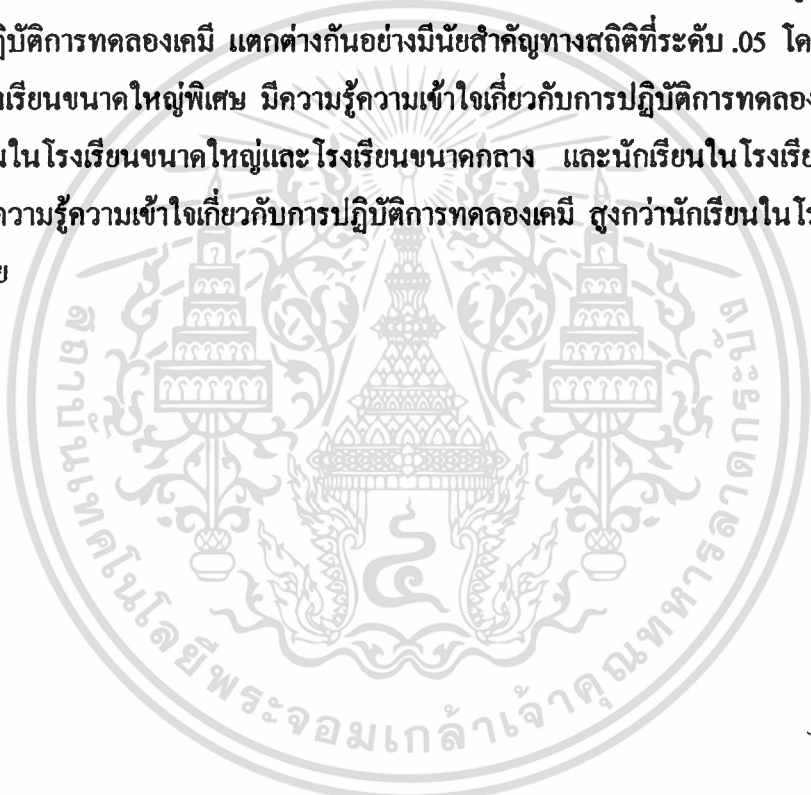 ฏิบัติการทดลองเคมี แตกต่างกันอย่างมีนัยสำคัญทางสถิติที่ระดับ .05 โด
เรียนขนาดใหญ่พิเศษ มีความรู้ความเข้าใจเกี่ยวกับการปฏิบัติการทดลอง
นในโรงเรียนขนาดใหญ่และโรงเรียนขนาดกลาง และนักเรียนในโรงเรีย
ความรู้ความเข้าใจเกี่ยวกับการปฏิบัติการทดลองเคมี สูงกว่านักเรียนในโร
ย
สถาบันเทคโนโลยีพระจอมเกล้าเจ้าคุณทหารลาดกระบัง